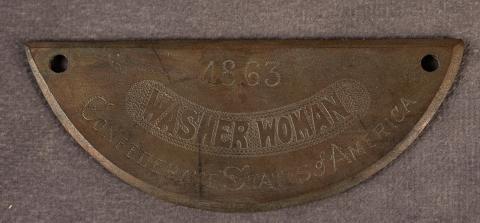 1863
WASHER WOMAN
CONFEDERATE STATES of AMERICA